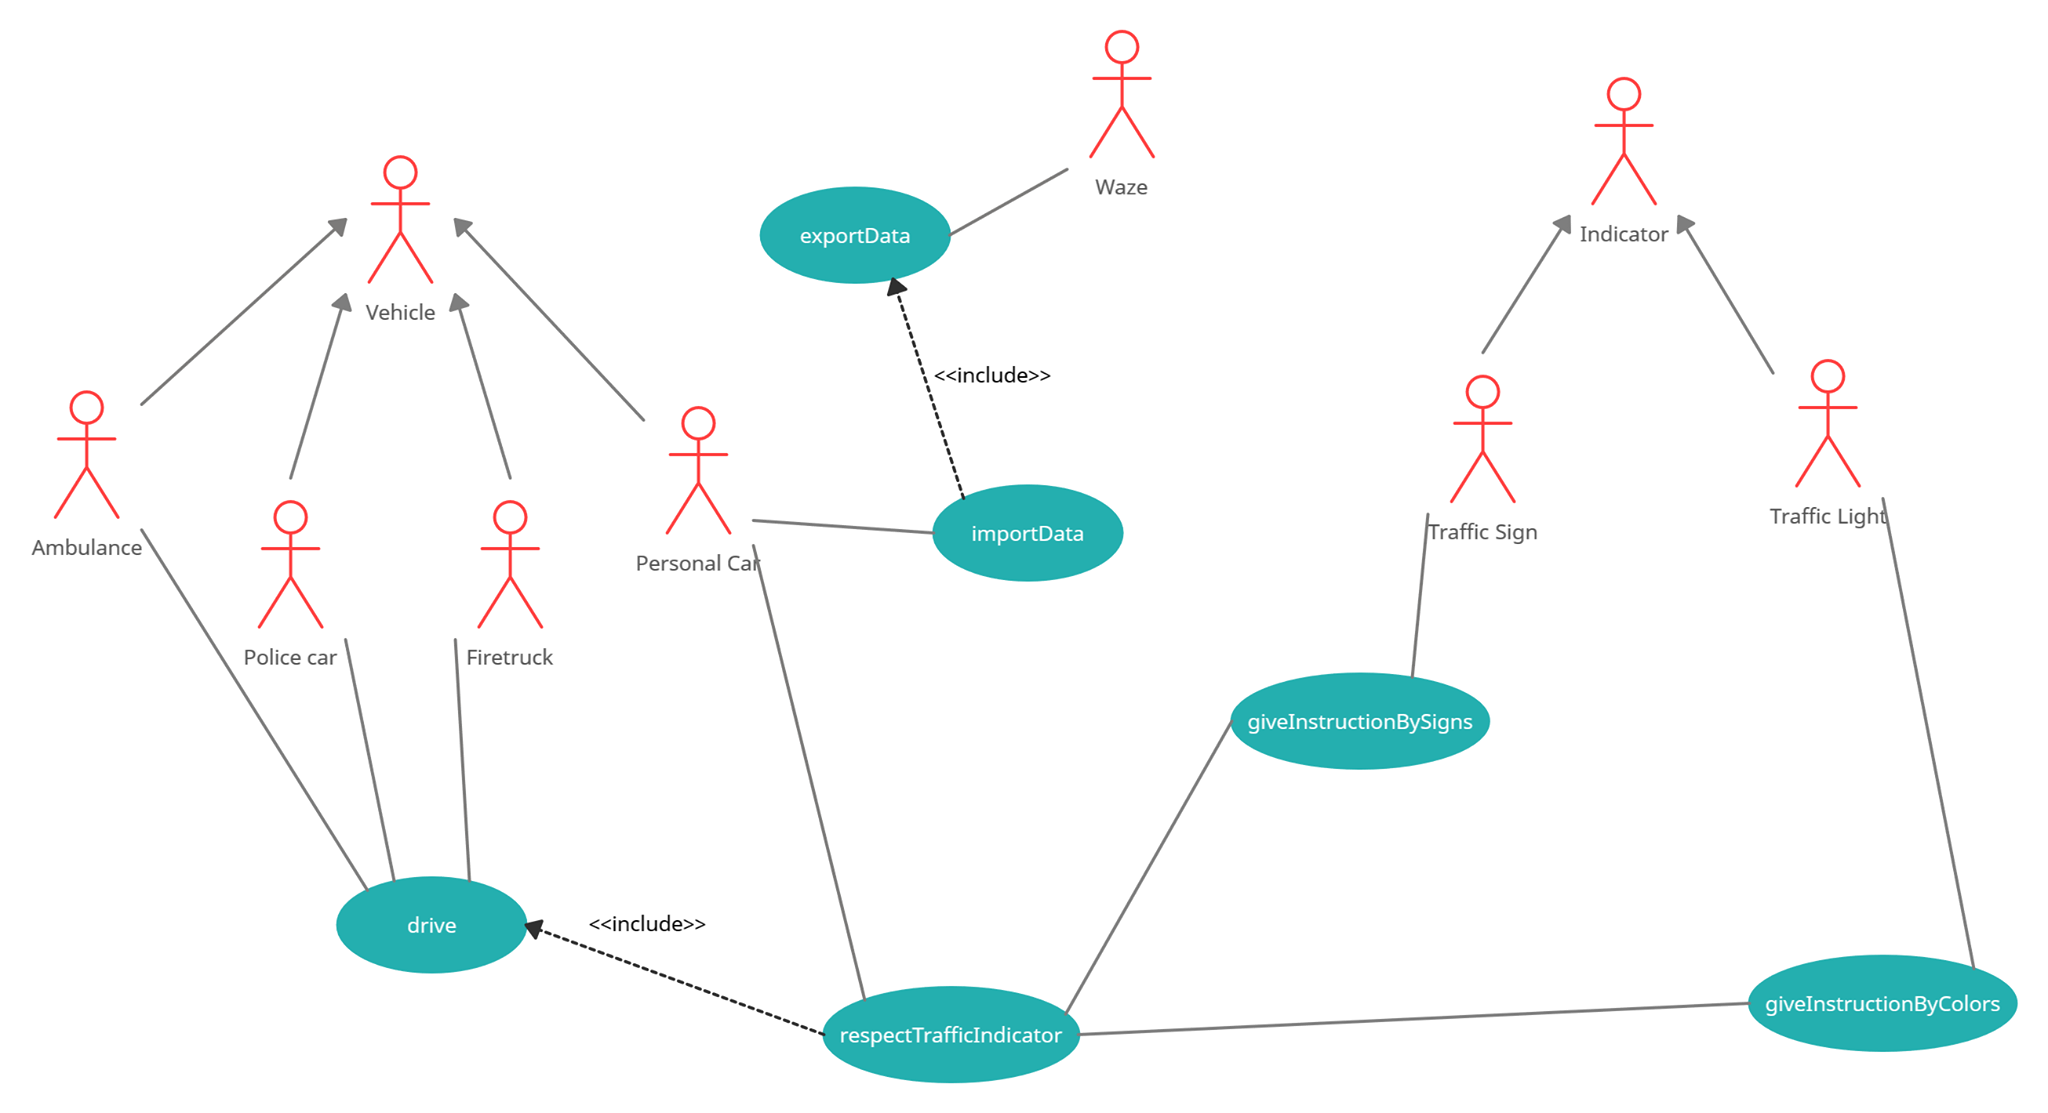 Waze
Indicator
exportData
Vehicle
<<include>>
Ambulance
Personal Car
importData
Traffic Sign
Traffic Light
Police car
Firetruck
giveInstructionBySigns
drive
<<include>>
respectTrafficIndicator
giveInstructionByColors